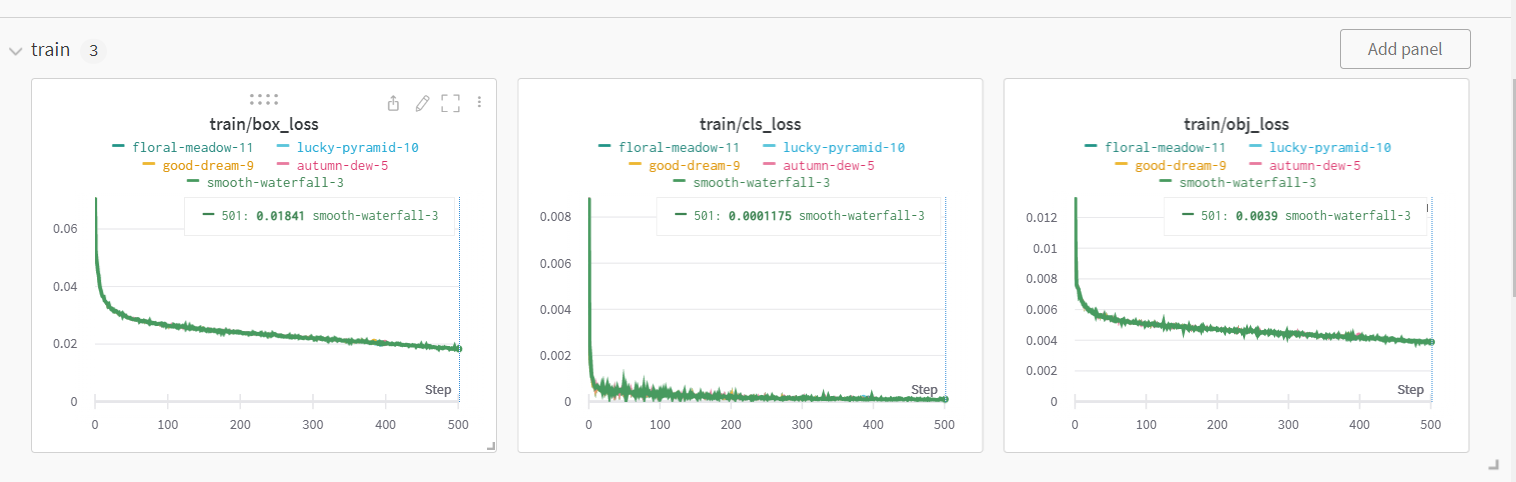 train 3
Add panel
train/box_loss
floral-meadow-11 lucky-pyramid-10
good-dream-9 autumn-dew-5
smooth-waterfall-3
501: 0.01841 smooth-waterfall-3
0.06
0.04
0.02
0
Step
0 100 200 300 400 500
train/cls_loss
floral-meadow-11 lucky-pyramid-10
good-dream-9 autumn-dew-5
smooth-waterfall-3
501: 0.0001175 smooth-waterfall-3
0.008
0.006
0.004
0.002
0
Step
0 100 200 300 400 500
train/obj_loss
floral-meadow-11 lucky-pyramid-10
good-dream-9 autumn-dew-5
smooth-waterfall-3
501: 0.0039 smooth-waterfall-3
0.012
0.01
0.008
0.006
0.004
0.002
0
Step
0 100 200 300 400 500